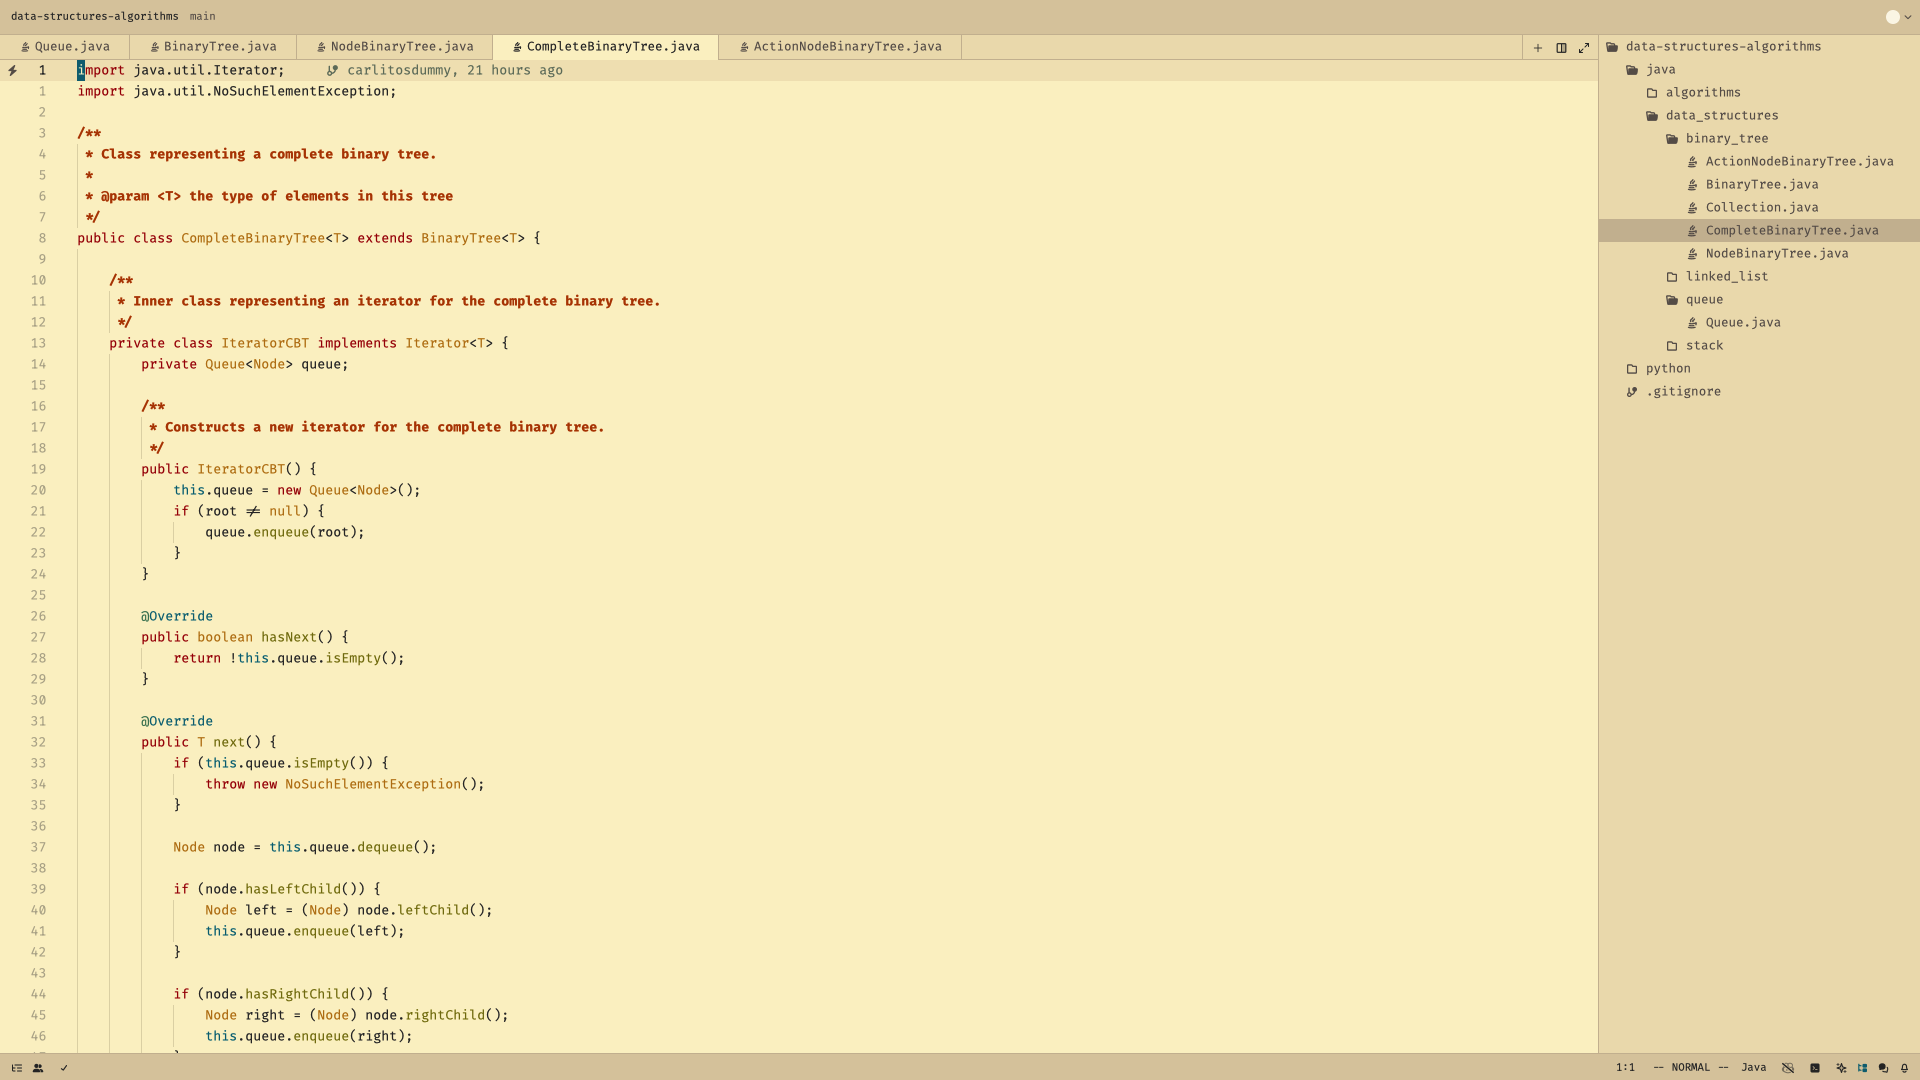 data-structures-algorithms main
Queue.java BinaryTree.java NodeBinaryTree.java CompleteBinaryTree.java ActionNodeBinaryTree.java
1 import java.util.Iterator; carlitosdummy, 21 hours ago
1 import java.util.NoSuchElementException;
2
3 /**
4 * Class representing a complete binary tree.
5 *
6 * @param <T> the type of elements in this tree
7 */
8 public class CompleteBinaryTree<T> extends BinaryTree<T> {
9
10 /**
11 * Inner class representing an iterator for the complete binary tree.
12 */
13 private class IteratorCBT implements Iterator<T> {
14 private Queue<Node> queue;
15
16 /**
17 * Constructs a new iterator for the complete binary tree.
18 */
19 public IteratorCBT() {
20 this.queue = new Queue<Node>();
21 if (root ≠ null) {
22 queue.enqueue(root);
23 }
24 }
25
26 @Override
27 public boolean hasNext() {
28 return !this.queue.isEmpty();
29 }
30
31 @Override
32 public T next() {
33 if (this.queue.isEmpty()) {
34 throw new NoSuchElementException();
35 }
36
37 Node node = this.queue.dequeue();
38
39 if (node.hasLeftChild()) {
40 Node left = (Node) node.leftChild();
41 this.queue.enqueue(left);
42 }
43
44 if (node.hasRightChild()) {
45 Node right = (Node) node.rightChild();
46 this.queue.enqueue(right);
data-structures-algorithms
java
algorithms
data_structures
binary_tree
ActionNodeBinaryTree.java
BinaryTree.java
Collection.java
CompleteBinaryTree.java
NodeBinaryTree.java
linked_list
queue
Queue.java
stack
python
.gitignore
1:1 -- NORMAL -- Java